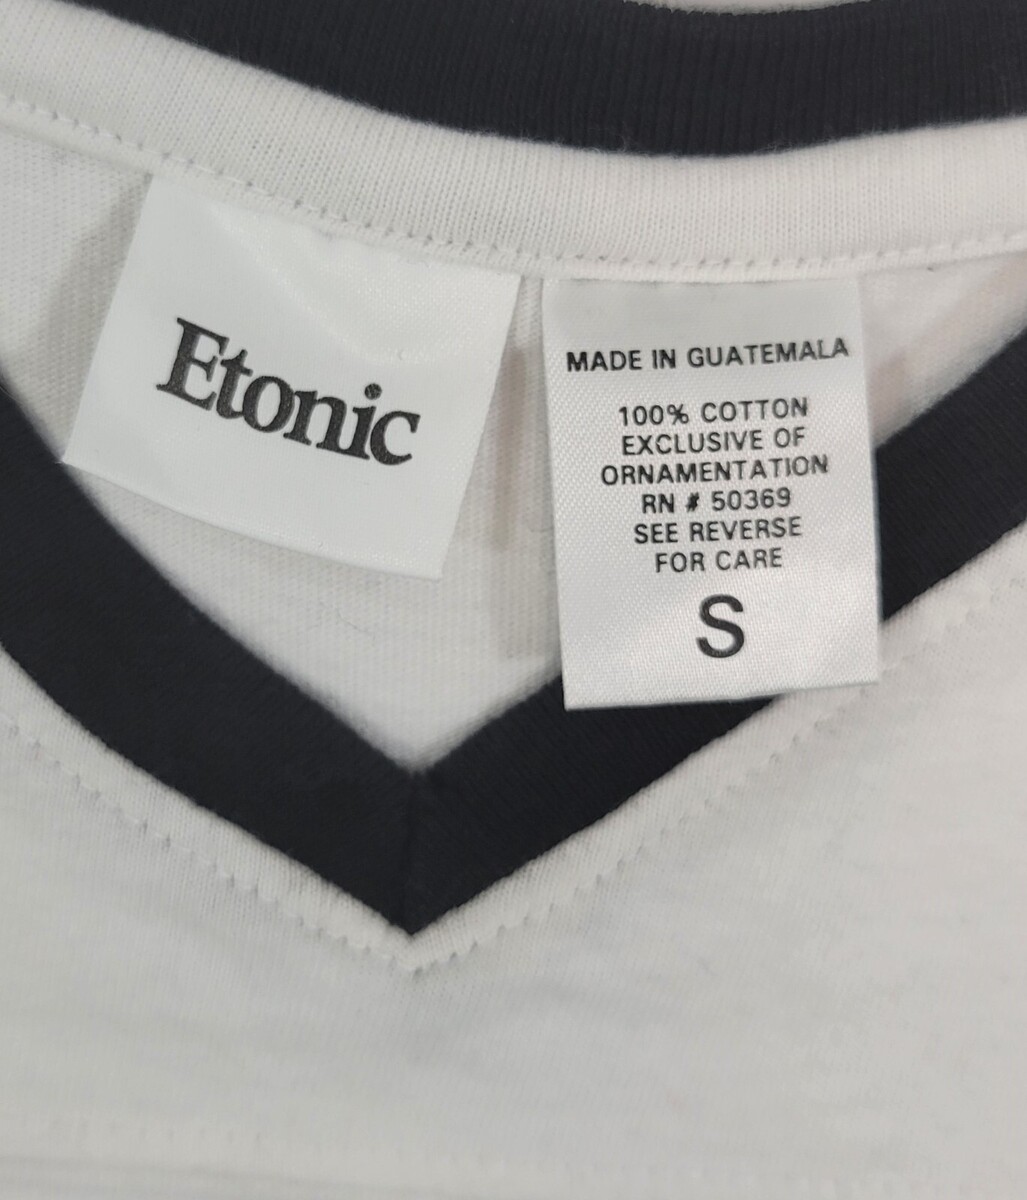 Etonic
MADE IN GUATEMALA
100% COTTON
EXCLUSIVE OF
ORNAMENTATION
RN # 50369
SEE REVERSE
FOR CARE
S